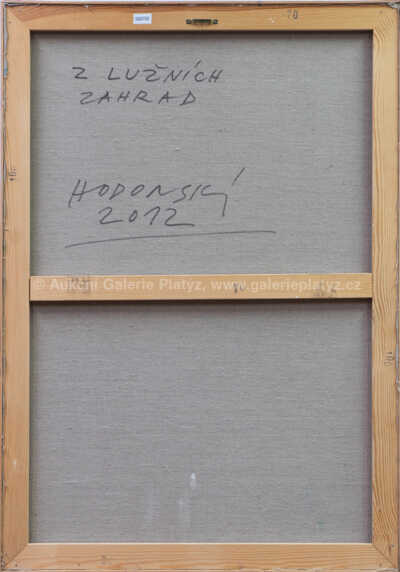 Z LUŽNÍCH
ZAHRAD
HODONSKÝ
2012
© Aukční Galerie Platýz, www.galerieplatyz.cz